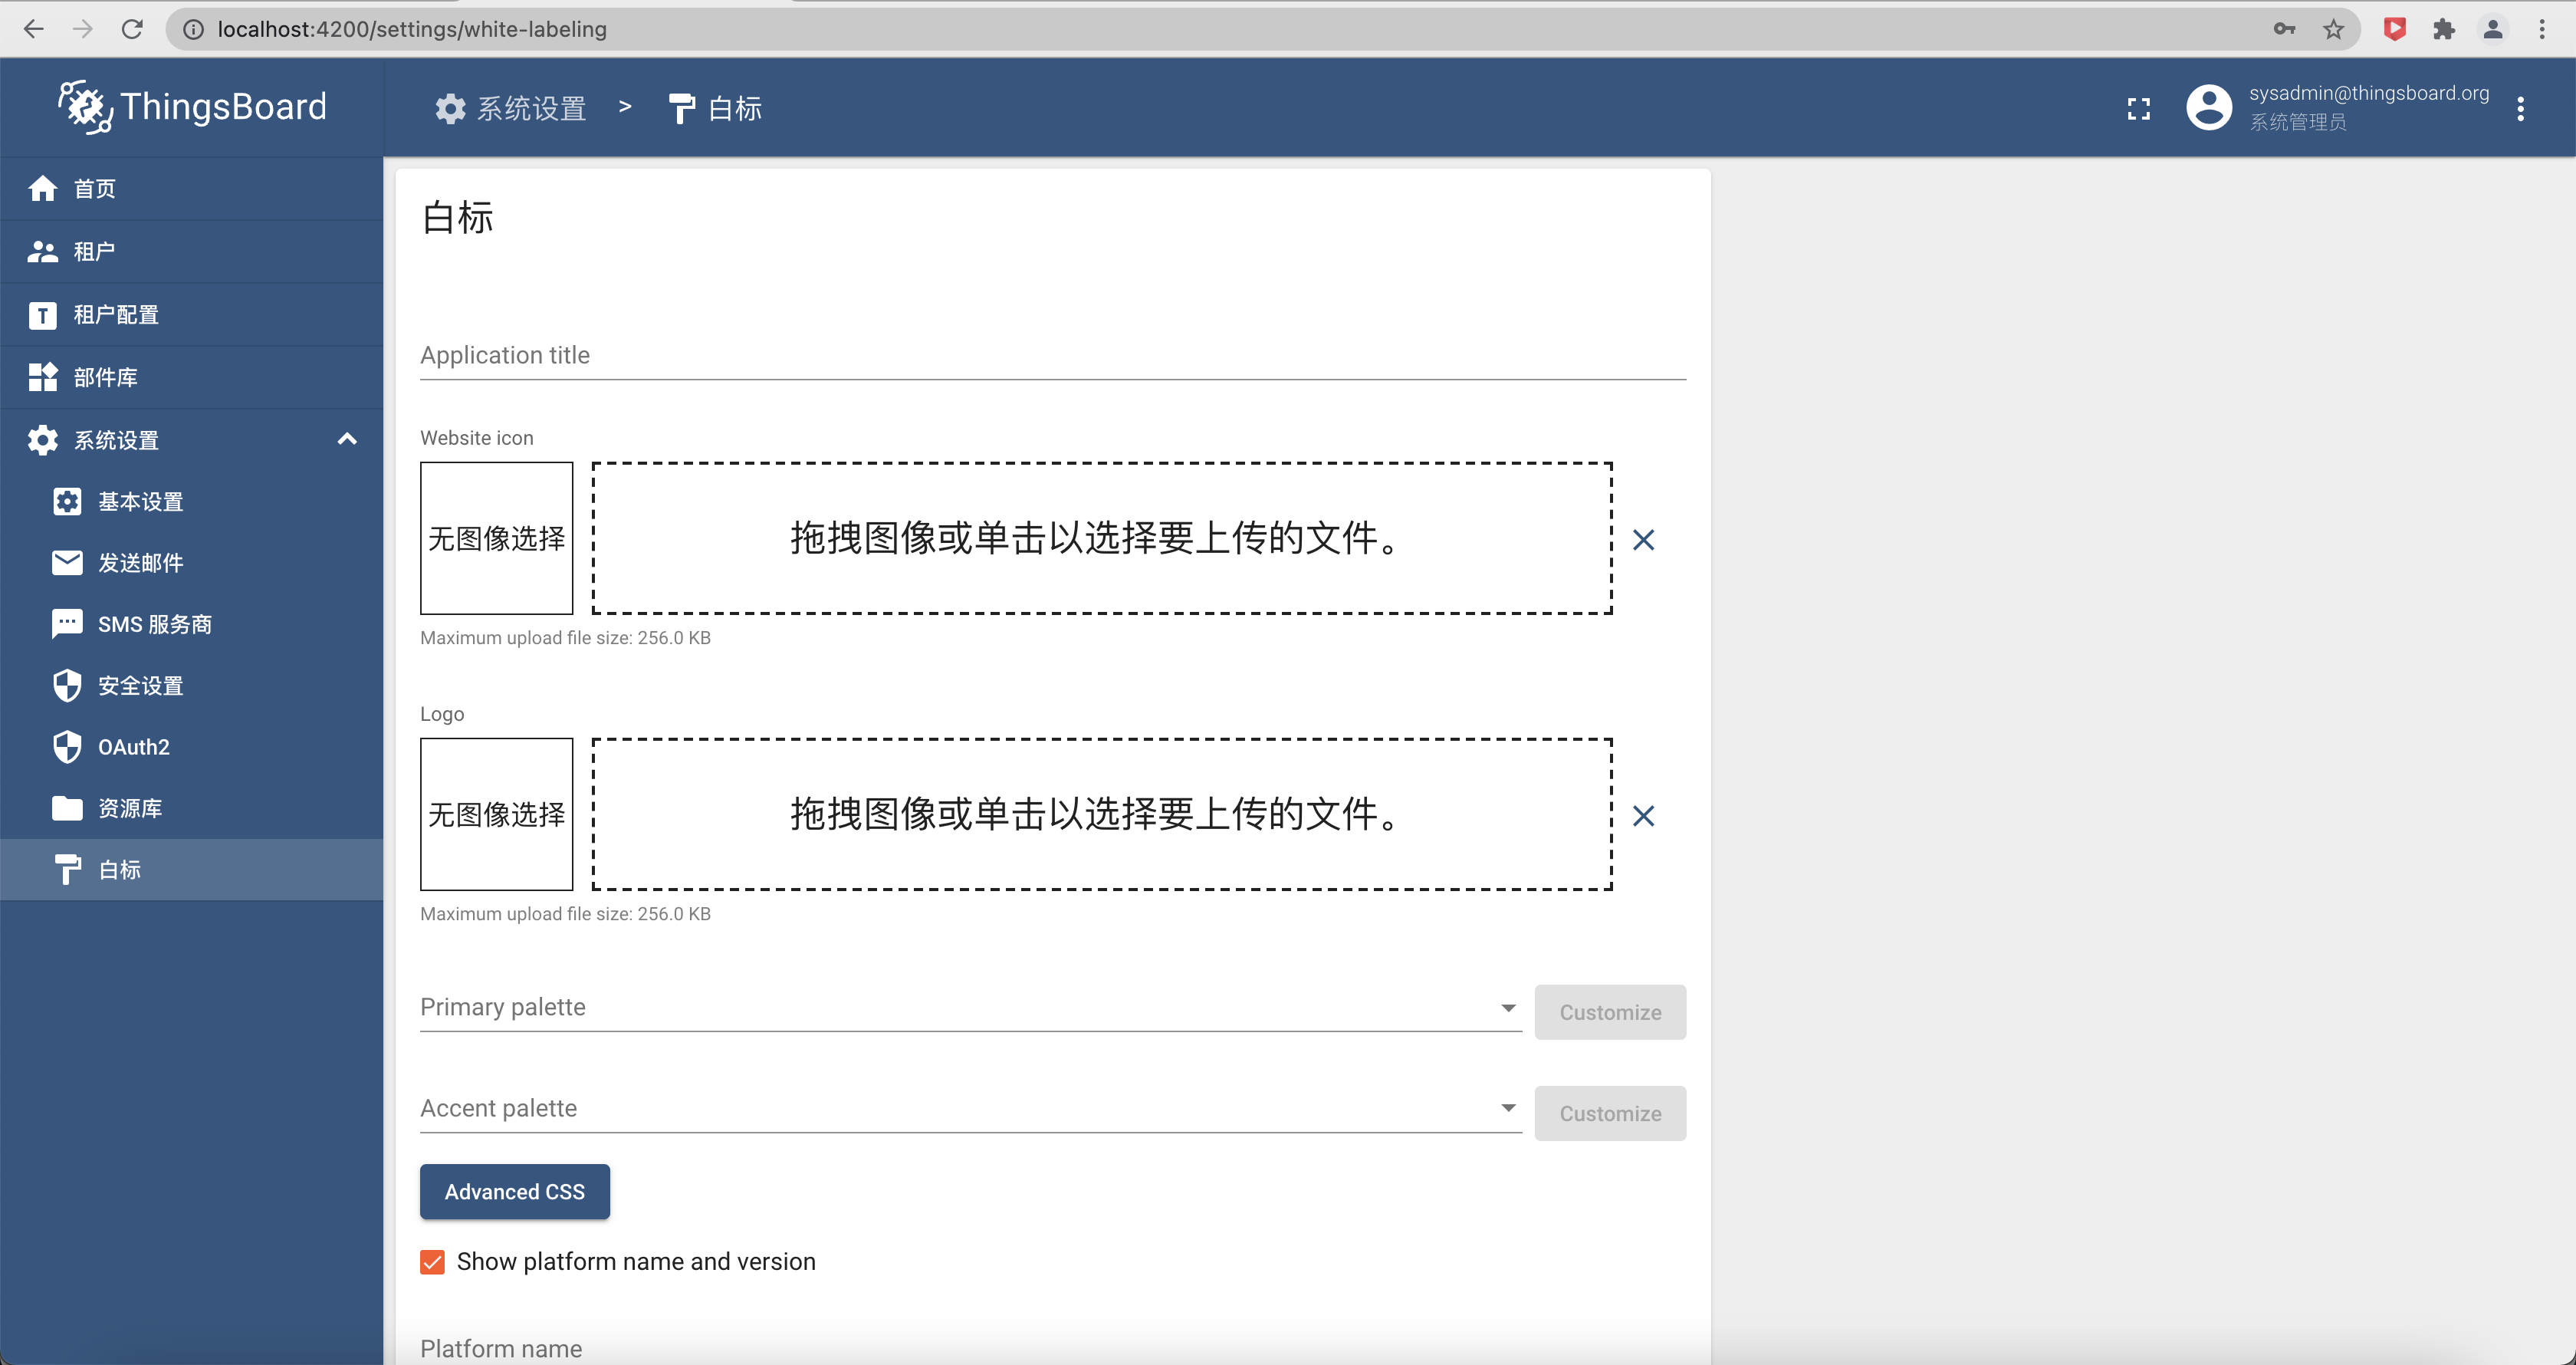 localhost:4200/settings/white-labeling
ThingsBoard
系统设置 > 白标
sysadmin@thingsboard.org
系统管理员
首页
租户
租户配置
部件库
系统设置
基本设置
发送邮件
SMS 服务商
安全设置
OAuth2
资源库
白标
白标
Application title
Website icon
无图像选择
拖拽图像或单击以选择要上传的文件。
Maximum upload file size: 256.0 KB
Logo
无图像选择
拖拽图像或单击以选择要上传的文件。
Maximum upload file size: 256.0 KB
Primary palette
Customize
Accent palette
Customize
Advanced CSS
Show platform name and version
Platform name